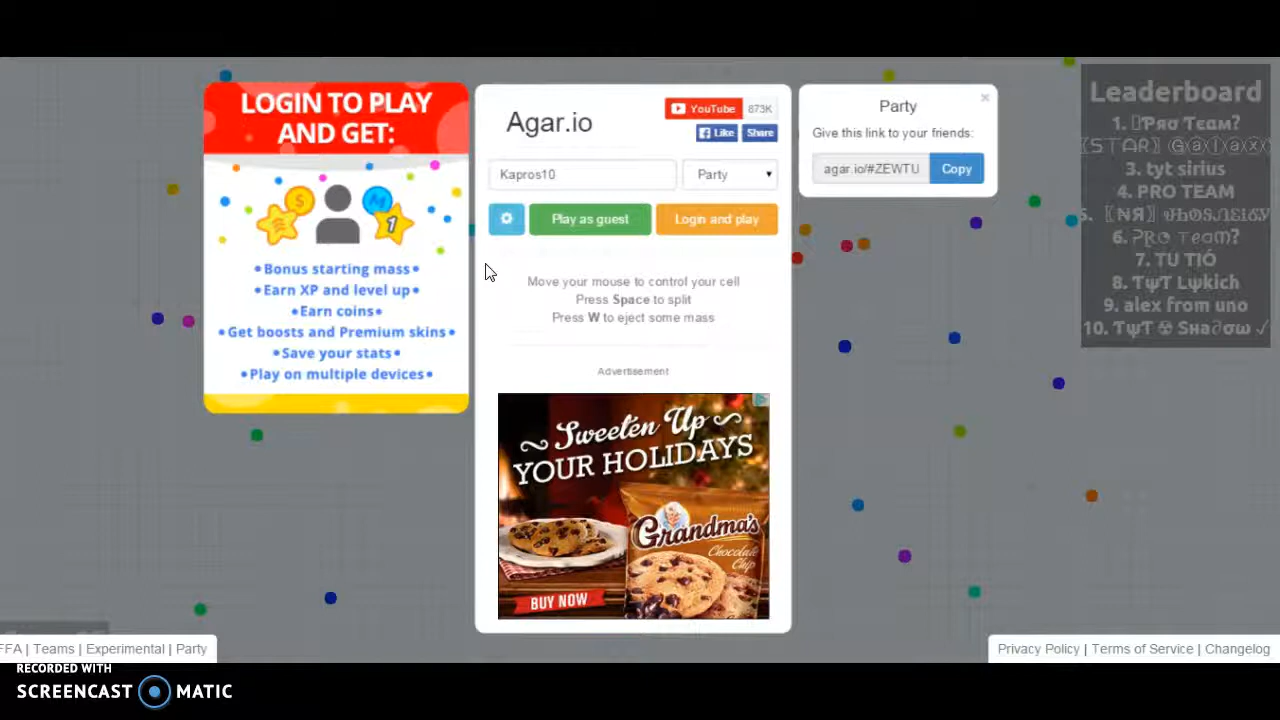 LOGIN TO PLAY
AND GET:
•Bonus starting mass•
•Earn XP and level up•
•Earn coins•
•Get boosts and Premium skins•
•Save your stats•
•Play on multiple devices•
Agar.io
YouTube 873K
Like Share
Kapros10 Party
Play as guest Login and play
Move your mouse to control your cell
Press Space to split
Press W to eject some mass
Advertisement
Sweeten Up
YOUR HOLIDAYS
Grandma's
Chocolate
Chip
BUY NOW
Party
×
Give this link to your friends:
agar.io/#ZEWTU Copy
Leaderboard
3. tyt sirius
4. PRO TEAM
7. TU TIÓ
8. TψT Lψkich
9. alex from uno
FFA | Teams | Experimental | Party
Privacy Policy | Terms of Service | Changelog
RECORDED WITH
SCREENCAST MATIC